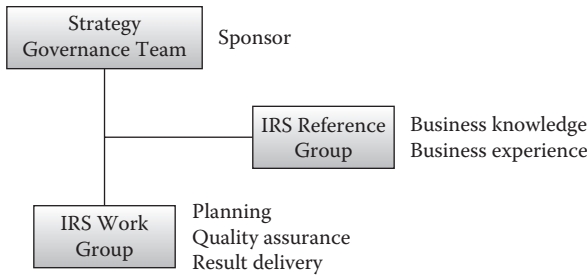 Strategy
Governance Team
Sponsor
IRS Reference
Group
Business knowledge
Business experience
IRS Work
Group
Planning
Quality assurance
Result delivery